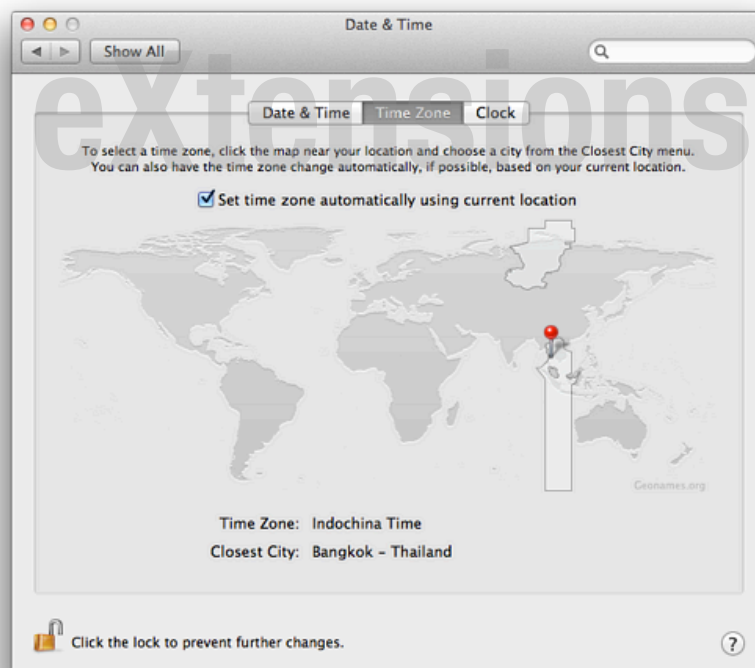 Date & Time
Show All
eXtensions
Date & Time Time Zone Clock
To select a time zone, click the map near your location and choose a city from the Closest City menu.
You can also have the time zone change automatically, if possible, based on your current location.
Set time zone automatically using current location
Geonames.org
Time Zone: Indochina Time
Closest City: Bangkok – Thailand
Click the lock to prevent further changes.
?